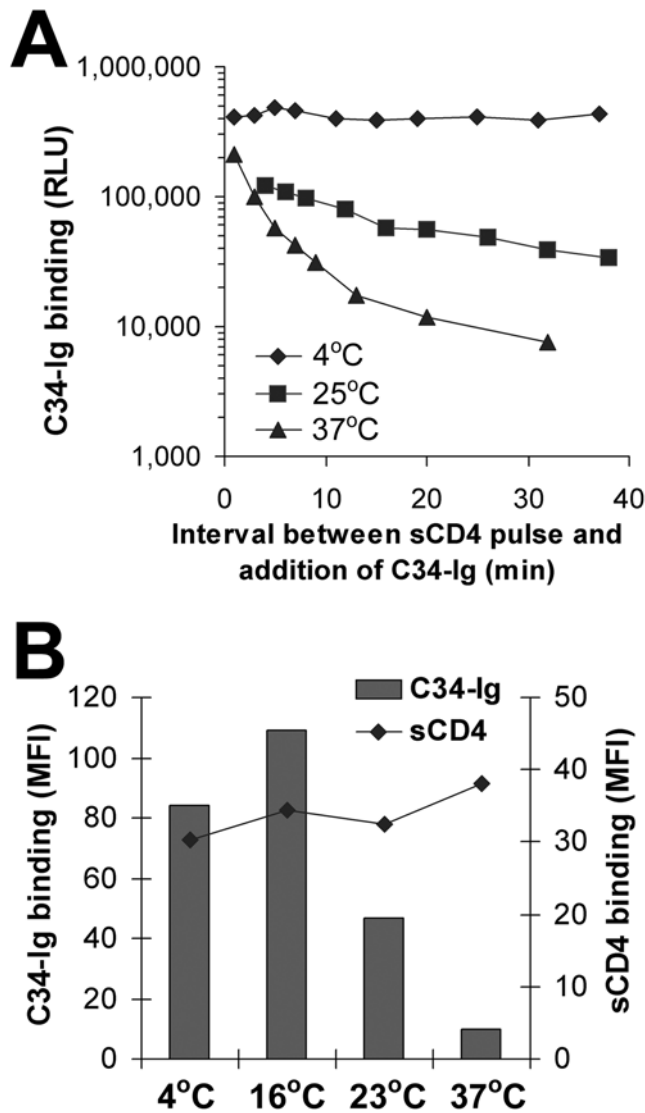 A
1,000,000
100,000
10,000
1,000
C34-Ig binding (RLU)
4°C
25°C
37°C
0 10 20 30 40
Interval between sCD4 pulse and
addition of C34-Ig (min)
B
C34-Ig
sCD4
120
100
80
60
40
20
0
C34-Ig binding (MFI)
50
40
30
20
10
0
sCD4 binding (MFI)
4°C 16°C 23°C 37°C